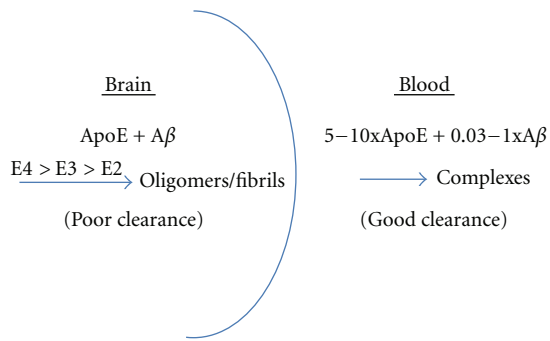 Brain
ApoE + Aβ
E4 > E3 > E2
Oligomers/fibrils
(Poor clearance)
Blood
5−10xApoE + 0.03−1xAβ
Complexes
(Good clearance)